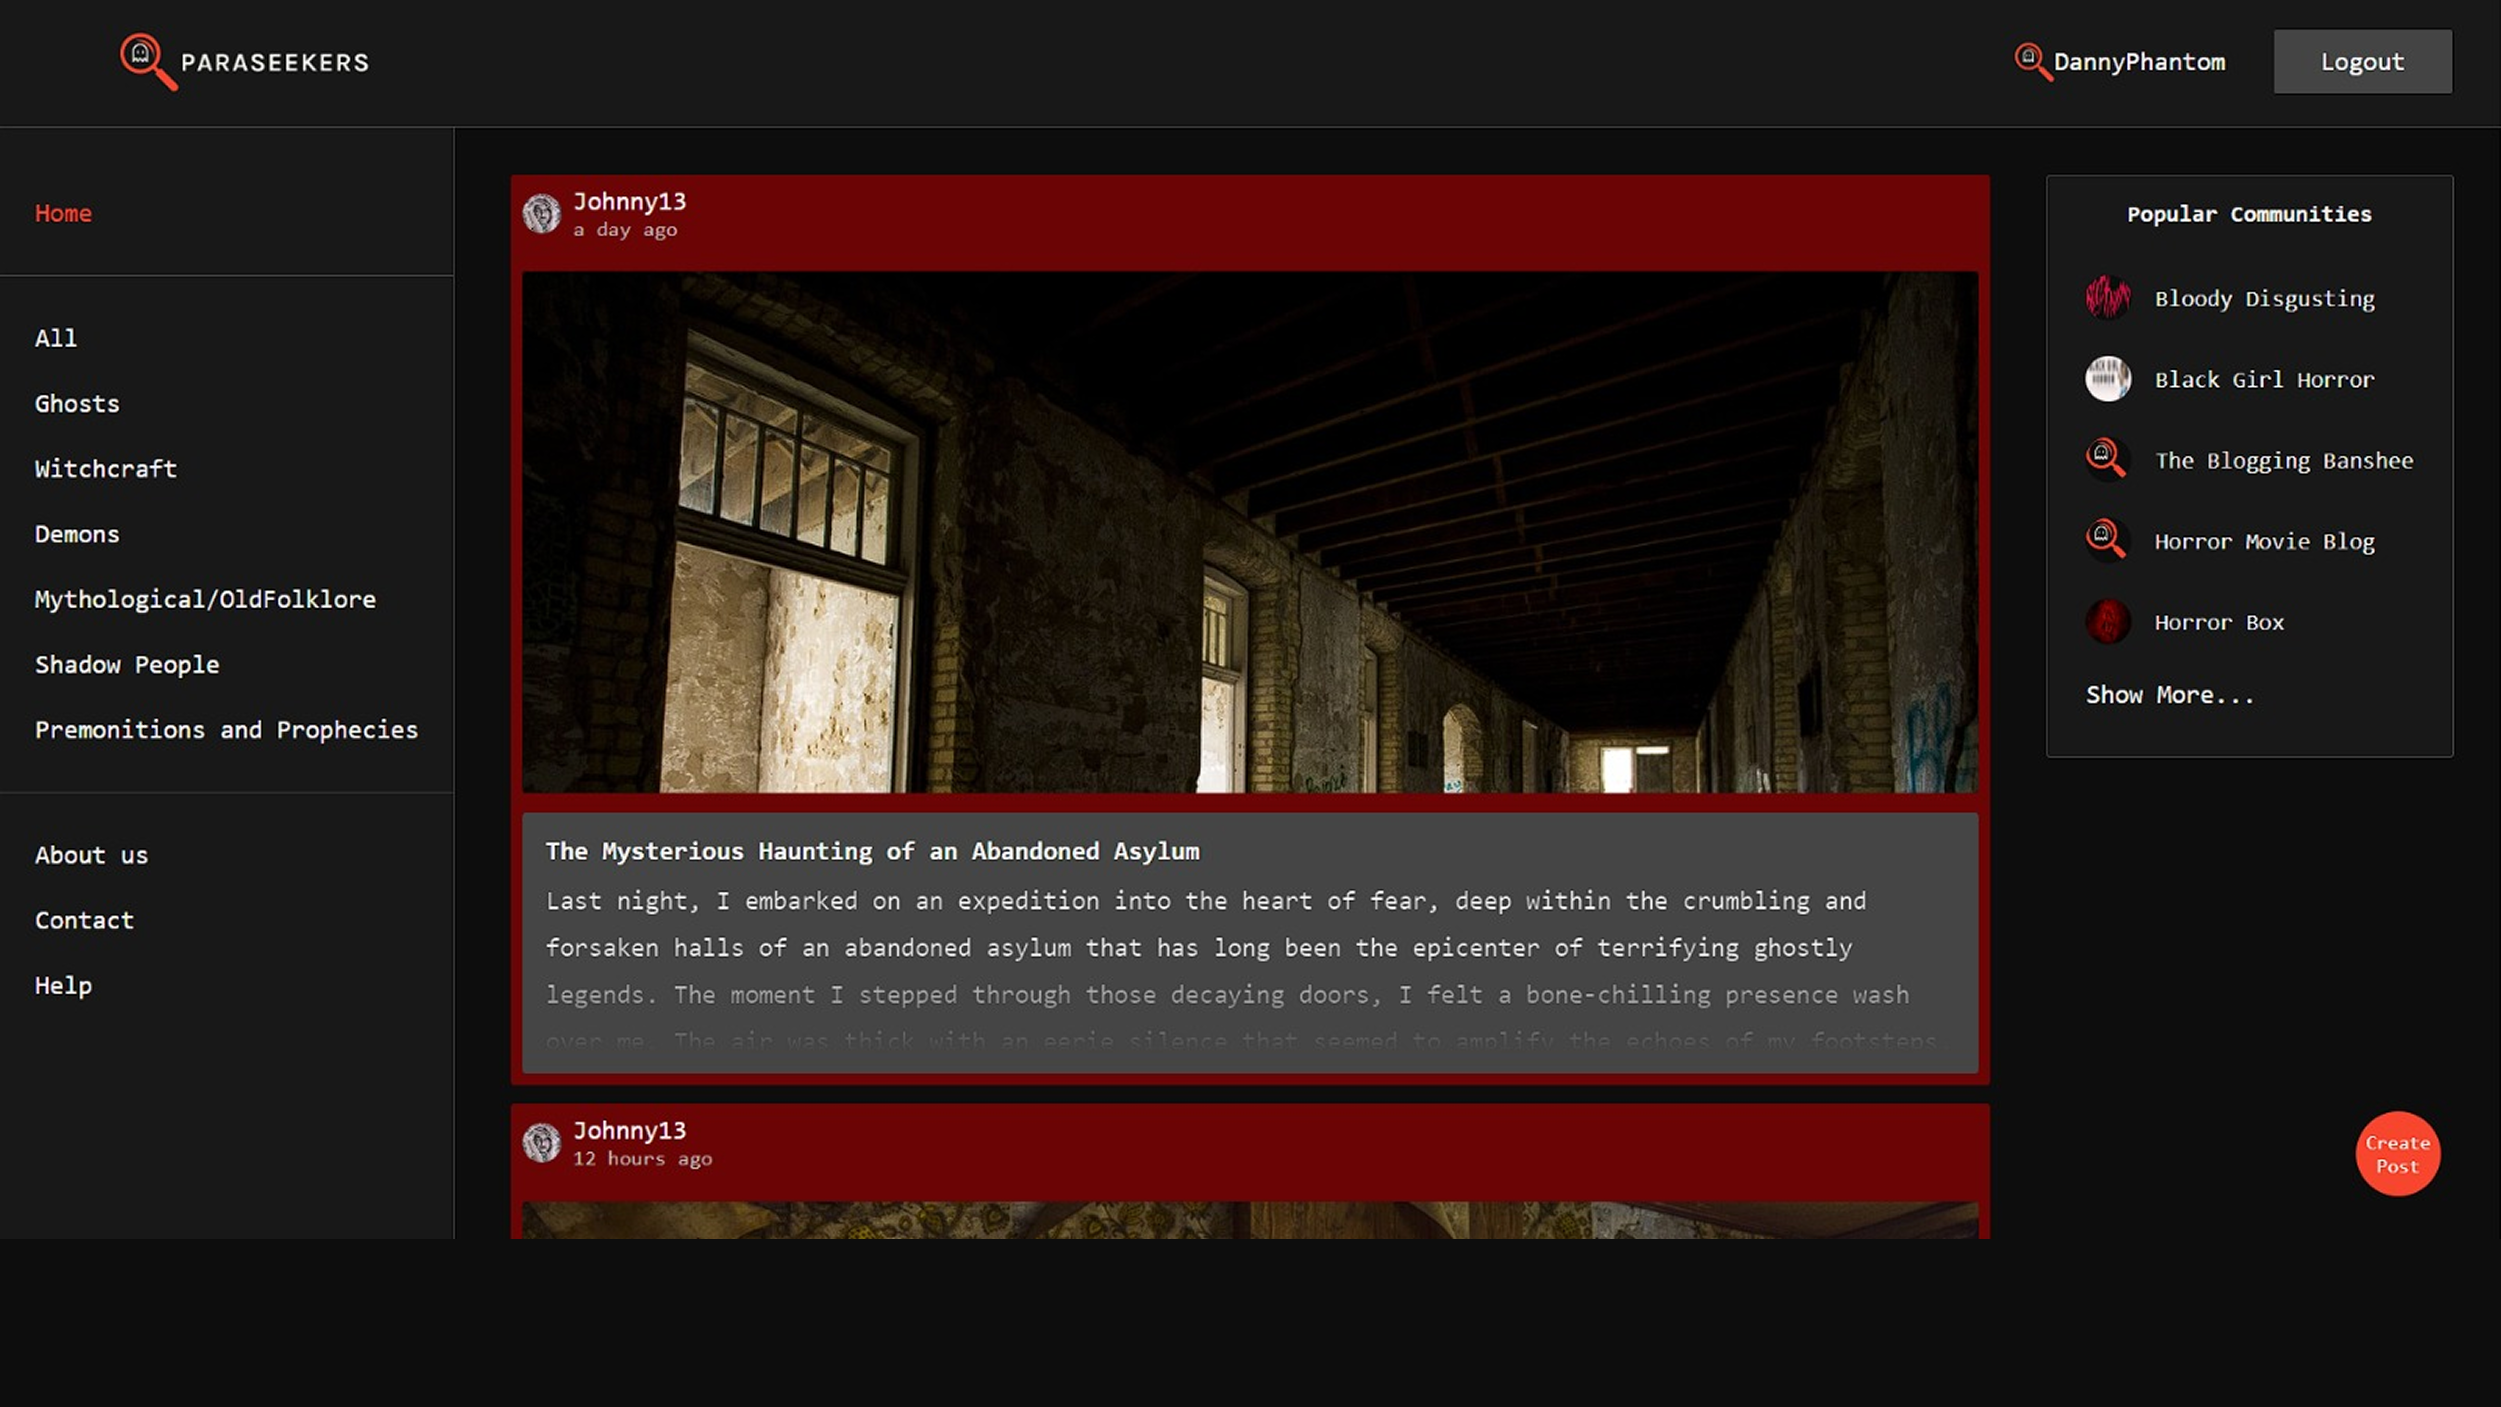 PARASEEKERS
DannyPhantom
Logout
Home
All
Ghosts
Witchcraft
Demons
Mythological/OldFolklore
Shadow People
Premonitions and Prophecies
About us
Contact
Help
Johnny13
a day ago
The Mysterious Haunting of an Abandoned Asylum
Last night, I embarked on an expedition into the heart of fear, deep within the crumbling and
forsaken halls of an abandoned asylum that has long been the epicenter of terrifying ghostly
legends. The moment I stepped through those decaying doors, I felt a bone-chilling presence wash
over me. The air was thick with an eerie silence that seemed to amplify the echoes of my footsteps
Johnny13
12 hours ago
Popular Communities
Bloody Disgusting
Black Girl Horror
The Blogging Banshee
Horror Movie Blog
Horror Box
Show More...
Create
Post